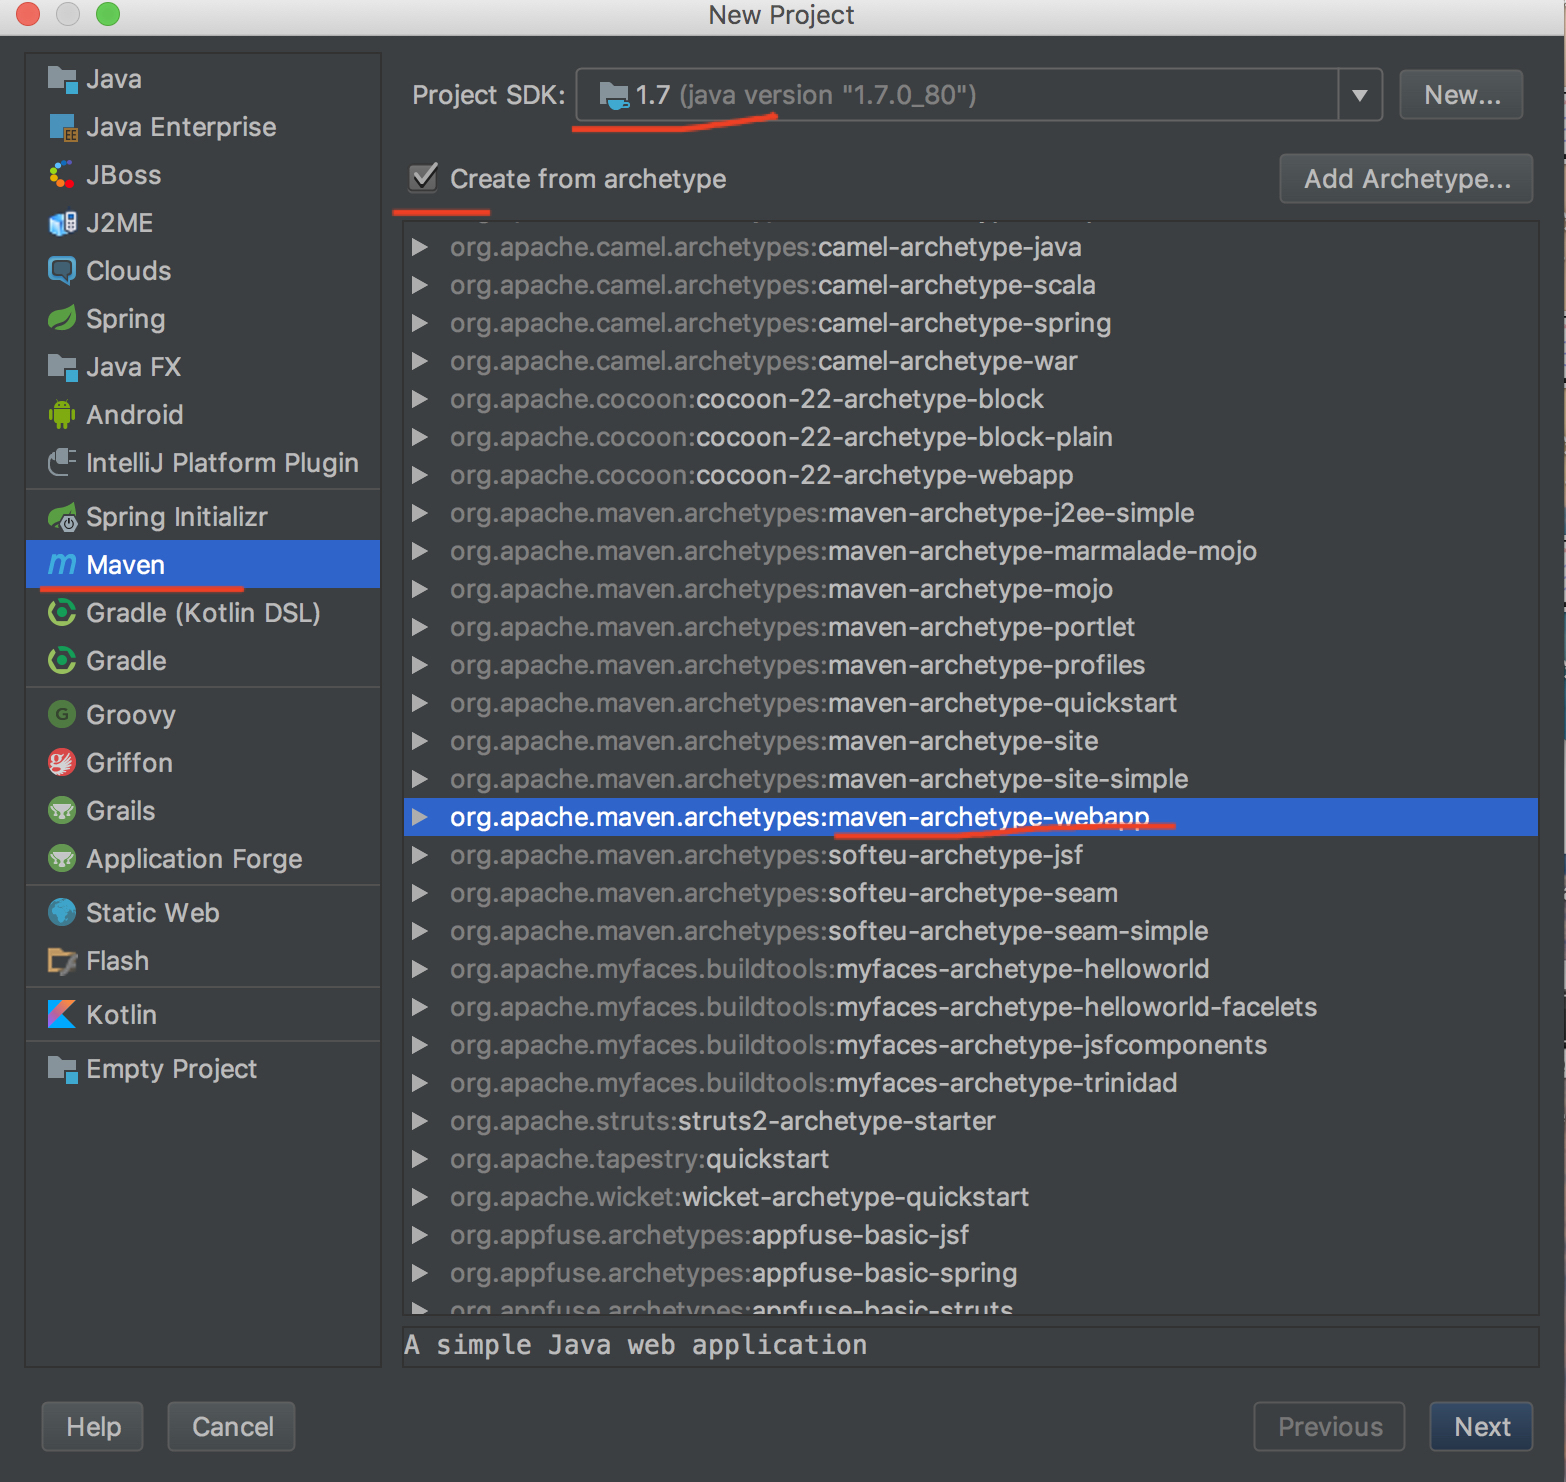 New Project
Java
Java Enterprise
JBoss
J2ME
Clouds
Spring
Java FX
Android
IntelliJ Platform Plugin
Spring Initializr
Maven
Gradle (Kotlin DSL)
Gradle
Groovy
Griffon
Grails
Application Forge
Static Web
Flash
Kotlin
Empty Project
Project SDK: 1.7 (java version "1.7.0_80") New...
Create from archetype Add Archetype...
org.apache.camel.archetypes:camel-archetype-java
org.apache.camel.archetypes:camel-archetype-scala
org.apache.camel.archetypes:camel-archetype-spring
org.apache.camel.archetypes:camel-archetype-war
org.apache.cocoon:cocoon-22-archetype-block
org.apache.cocoon:cocoon-22-archetype-block-plain
org.apache.cocoon:cocoon-22-archetype-webapp
org.apache.maven.archetypes:maven-archetype-j2ee-simple
org.apache.maven.archetypes:maven-archetype-marmalade-mojo
org.apache.maven.archetypes:maven-archetype-mojo
org.apache.maven.archetypes:maven-archetype-portlet
org.apache.maven.archetypes:maven-archetype-profiles
org.apache.maven.archetypes:maven-archetype-quickstart
org.apache.maven.archetypes:maven-archetype-site
org.apache.maven.archetypes:maven-archetype-site-simple
org.apache.maven.archetypes:maven-archetype-webapp
org.apache.maven.archetypes:softeu-archetype-jsf
org.apache.maven.archetypes:softeu-archetype-seam
org.apache.maven.archetypes:softeu-archetype-seam-simple
org.apache.myfaces.buildtools:myfaces-archetype-helloworld
org.apache.myfaces.buildtools:myfaces-archetype-helloworld-facelets
org.apache.myfaces.buildtools:myfaces-archetype-jsfcomponents
org.apache.myfaces.buildtools:myfaces-archetype-trinidad
org.apache.struts:struts2-archetype-starter
org.apache.tapestry:quickstart
org.apache.wicket:wicket-archetype-quickstart
org.appfuse.archetypes:appfuse-basic-jsf
org.appfuse.archetypes:appfuse-basic-spring
org.appfuse.archetypes:appfuse-basic-struts
A simple Java web application
Help Cancel Previous Next